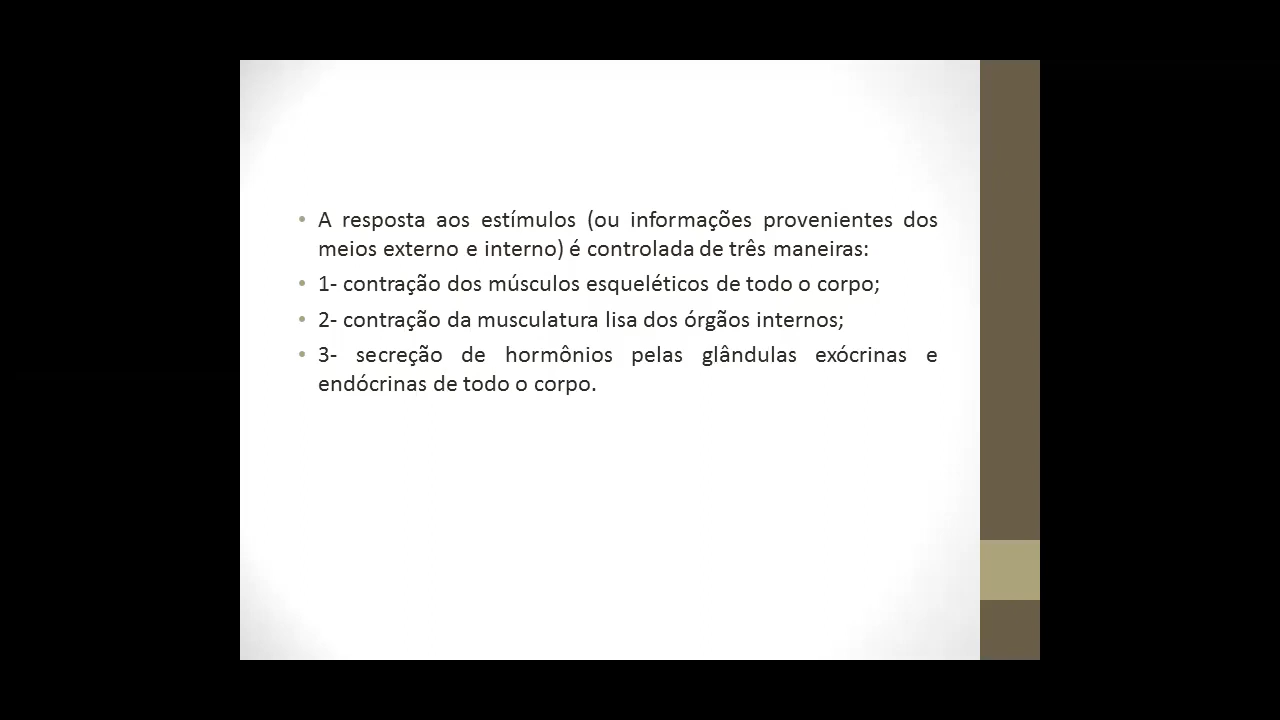 • A resposta aos estímulos (ou informações provenientes dos
meios externo e interno) é controlada de três maneiras:
• 1- contração dos músculos esqueléticos de todo o corpo;
• 2- contração da musculatura lisa dos órgãos internos;
• 3- secreção de hormônios pelas glândulas exócrinas e
endócrinas de todo o corpo.